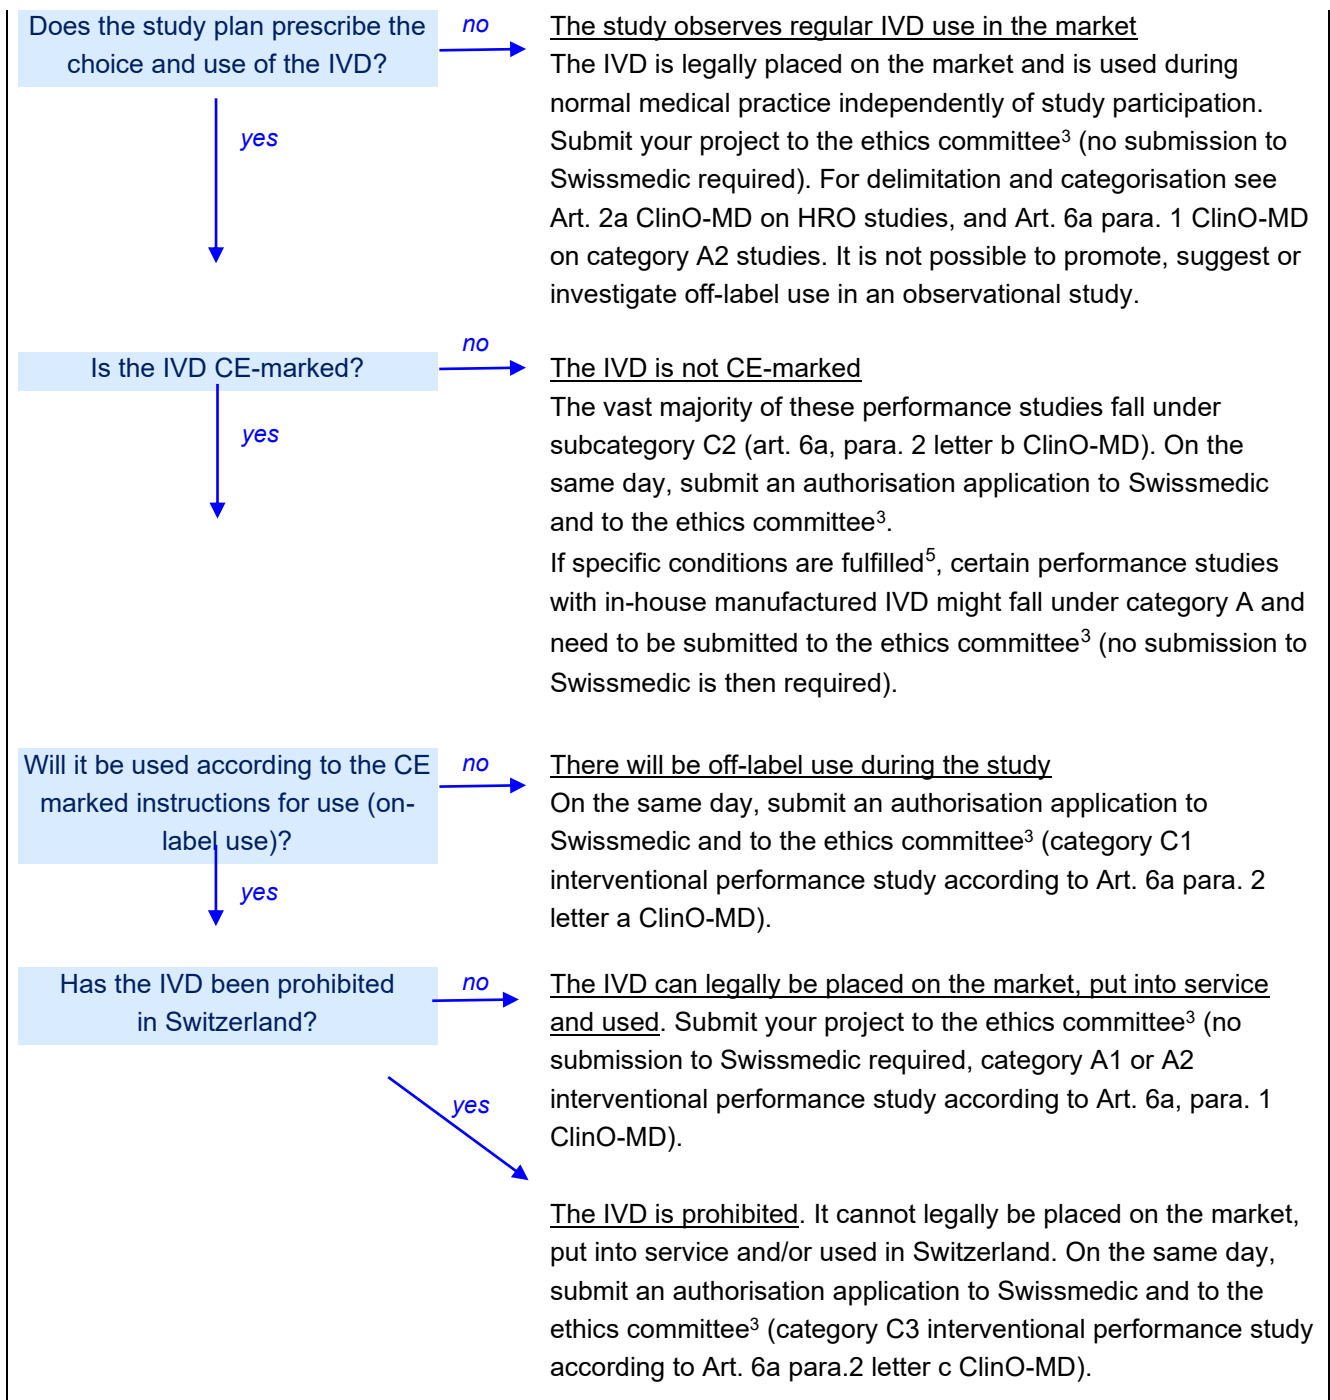 Does the study plan prescribe the
choice and use of the IVD?
no
yes
The study observes regular IVD use in the market
The IVD is legally placed on the market and is used during
normal medical practice independently of study participation.
Submit your project to the ethics committee³ (no submission to
Swissmedic required). For delimitation and categorisation see
Art. 2a ClinO-MD on HRO studies, and Art. 6a para. 1 ClinO-MD
on category A2 studies. It is not possible to promote, suggest or
investigate off-label use in an observational study.
Is the IVD CE-marked?
no
yes
The IVD is not CE-marked
The vast majority of these performance studies fall under
subcategory C2 (art. 6a, para. 2 letter b ClinO-MD). On the
same day, submit an authorisation application to Swissmedic
and to the ethics committee³.
If specific conditions are fulfilled⁵, certain performance studies
with in-house manufactured IVD might fall under category A and
need to be submitted to the ethics committee³ (no submission to
Swissmedic is then required).
Will it be used according to the CE
marked instructions for use (on-
label use)?
no
yes
There will be off-label use during the study
On the same day, submit an authorisation application to
Swissmedic and to the ethics committee³ (category C1
interventional performance study according to Art. 6a para. 2
letter a ClinO-MD).
Has the IVD been prohibited
in Switzerland?
no
yes
The IVD can legally be placed on the market, put into service
and used. Submit your project to the ethics committee³ (no
submission to Swissmedic required, category A1 or A2
interventional performance study according to Art. 6a, para. 1
ClinO-MD).
The IVD is prohibited. It cannot legally be placed on the market,
put into service and/or used in Switzerland. On the same day,
submit an authorisation application to Swissmedic and to the
ethics committee³ (category C3 interventional performance study
according to Art. 6a para.2 letter c ClinO-MD).